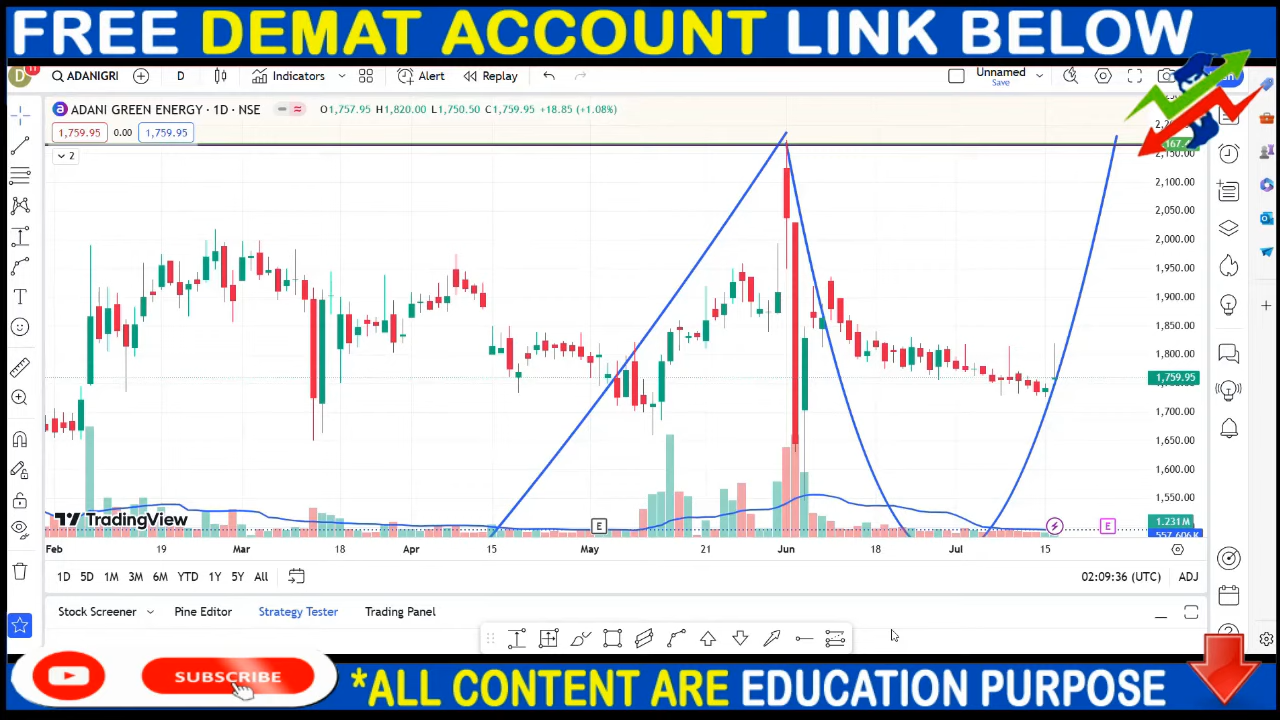 FREE DEMAT ACCOUNT LINK BELOW
D 11 ADANIGRI D Indicators Alert Replay Unnamed
Save
ADANI GREEN ENERGY · 1D · NSE O1,757.95 H1,820.00 L1,750.50 C1,759.95 +18.85 (+1.08%)
1,759.95 0.00 1,759.95
2
2,150.00
2,100.00
2,050.00
2,000.00
1,950.00
1,900.00
1,850.00
1,800.00
1,759.95
1,700.00
1,650.00
1,600.00
1,550.00
TradingView
E E
1.231M
557.606K
Feb 19 Mar 18 Apr 15 May 21 Jun 18 Jul 15
1D 5D 1M 3M 6M YTD 1Y 5Y All 02:09:36 (UTC) ADJ
Stock Screener Pine Editor Strategy Tester Trading Panel
SUBSCRIBE
*ALL CONTENT ARE EDUCATION PURPOSE